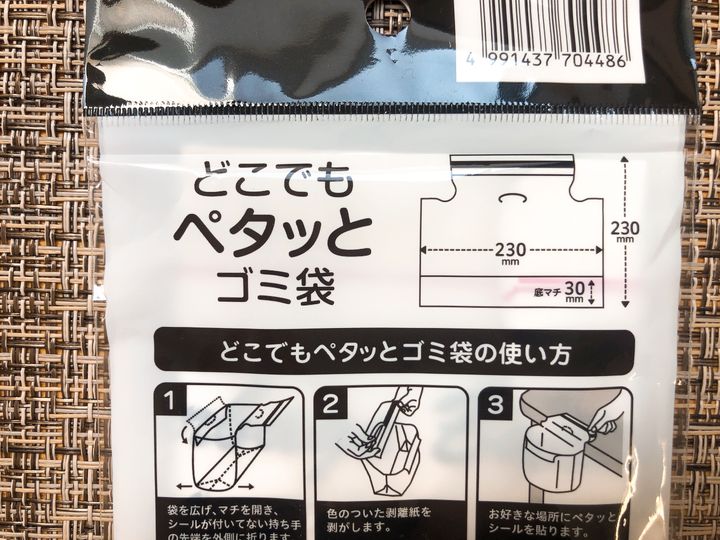 4 991437 704486
どこでも
ペタッと
ゴミ袋
230
mm
230
mm
底マチ 30
mm
どこでもペタッとゴミ袋の使い方
1
袋を広げ、マチを開き、
シールが付いてない持ち手
の先端を外側に折ります
2
色のついた剥離紙を
剥がします。
3
お好きな場所にペタッと
シールを貼ります。